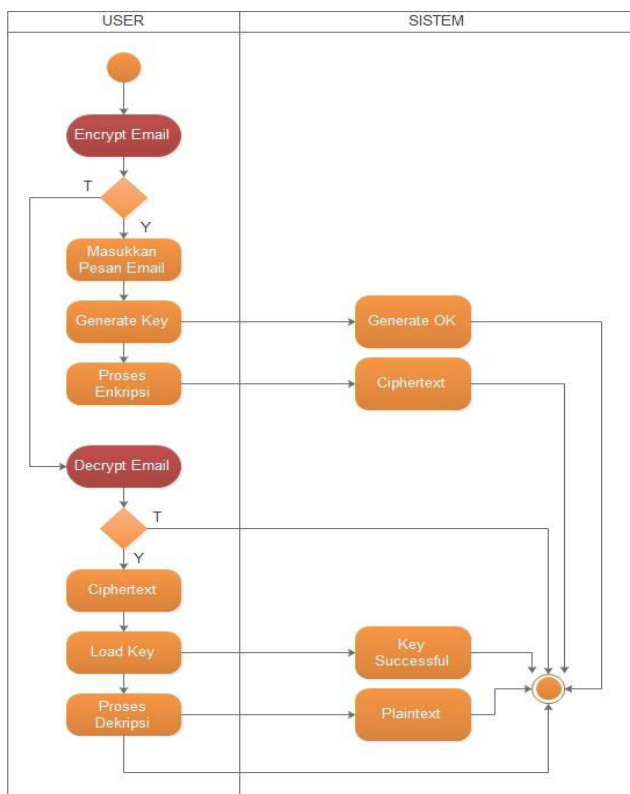 USER
SISTEM
Encrypt Email
T
Y
Masukkan
Pesan Email
Generate Key
Generate OK
Proses
Enkripsi
Ciphertext
Decrypt Email
T
Y
Ciphertext
Load Key
Key
Successful
Proses
Dekripsi
Plaintext